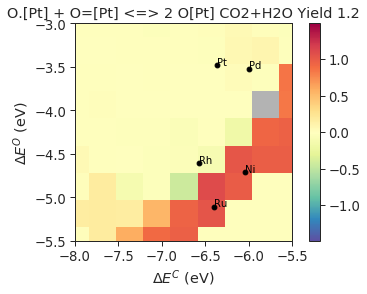 O.[Pt] + O=[Pt] <=> 2 O[Pt] CO2+H2O Yield 1.2
−3.0
−3.5
−4.0
−4.5
−5.0
−5.5
ΔE^O (eV)
Pt
Pd
Rh
Ni
Ru
−8.0 −7.5 −7.0 −6.5 −6.0 −5.5
ΔE^C (eV)
1.0
0.5
0.0
−0.5
−1.0